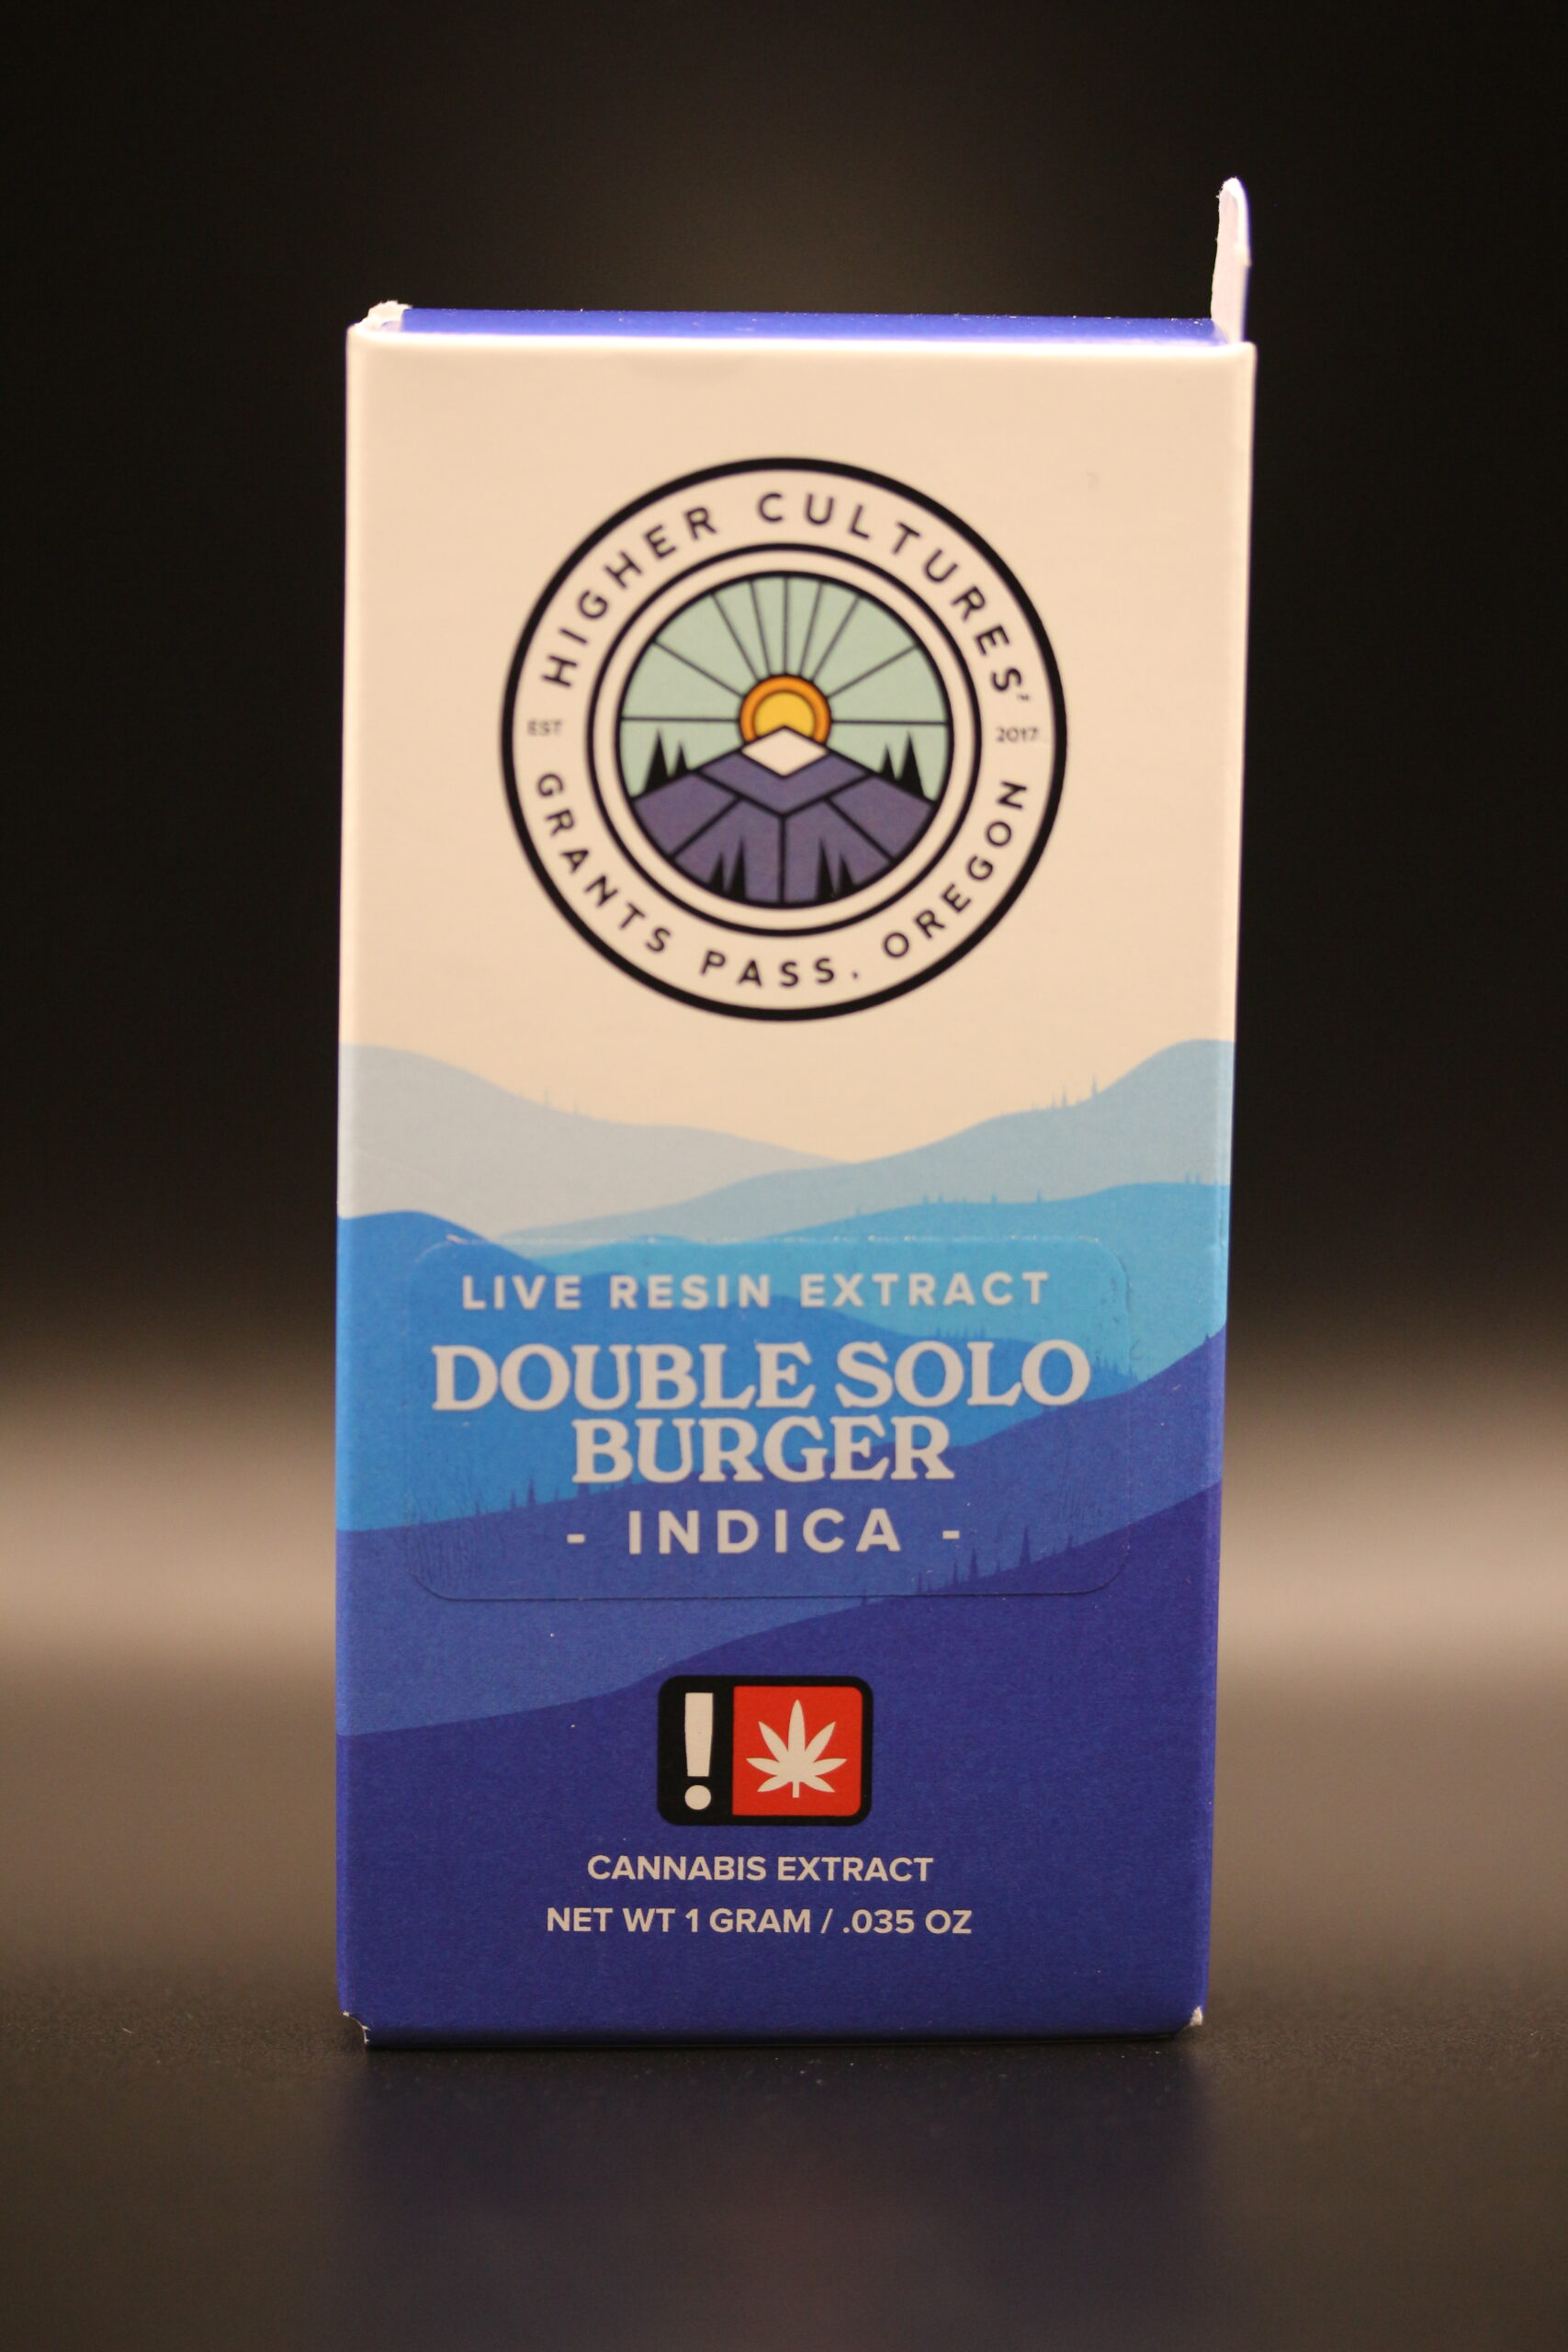 HIGHER CULTURES'
EST 2017
GRANTS PASS, OREGON
LIVE RESIN EXTRACT
DOUBLE SOLO
BURGER
- INDICA -
!
CANNABIS EXTRACT
NET WT 1 GRAM / .035 OZ